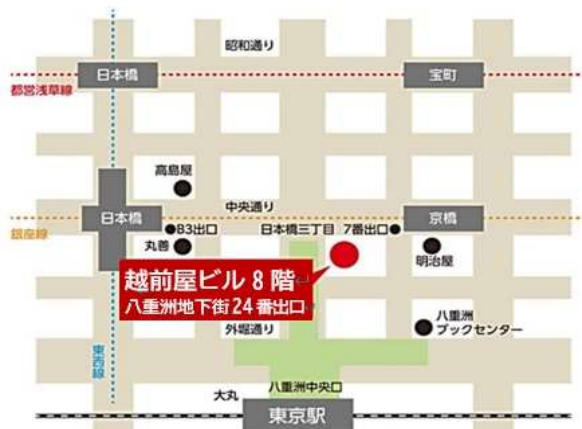 昭和通り
日本橋
宝町
都営浅草線
高島屋
中央通り
日本橋
B3出口
日本橋三丁目 7番出口
京橋
銀座線
丸善
明治屋
越前屋ビル 8 階
八重洲地下街 24 番出口
八重洲
ブックセンター
外堀通り
東西線
大丸
八重洲中央口
東京駅